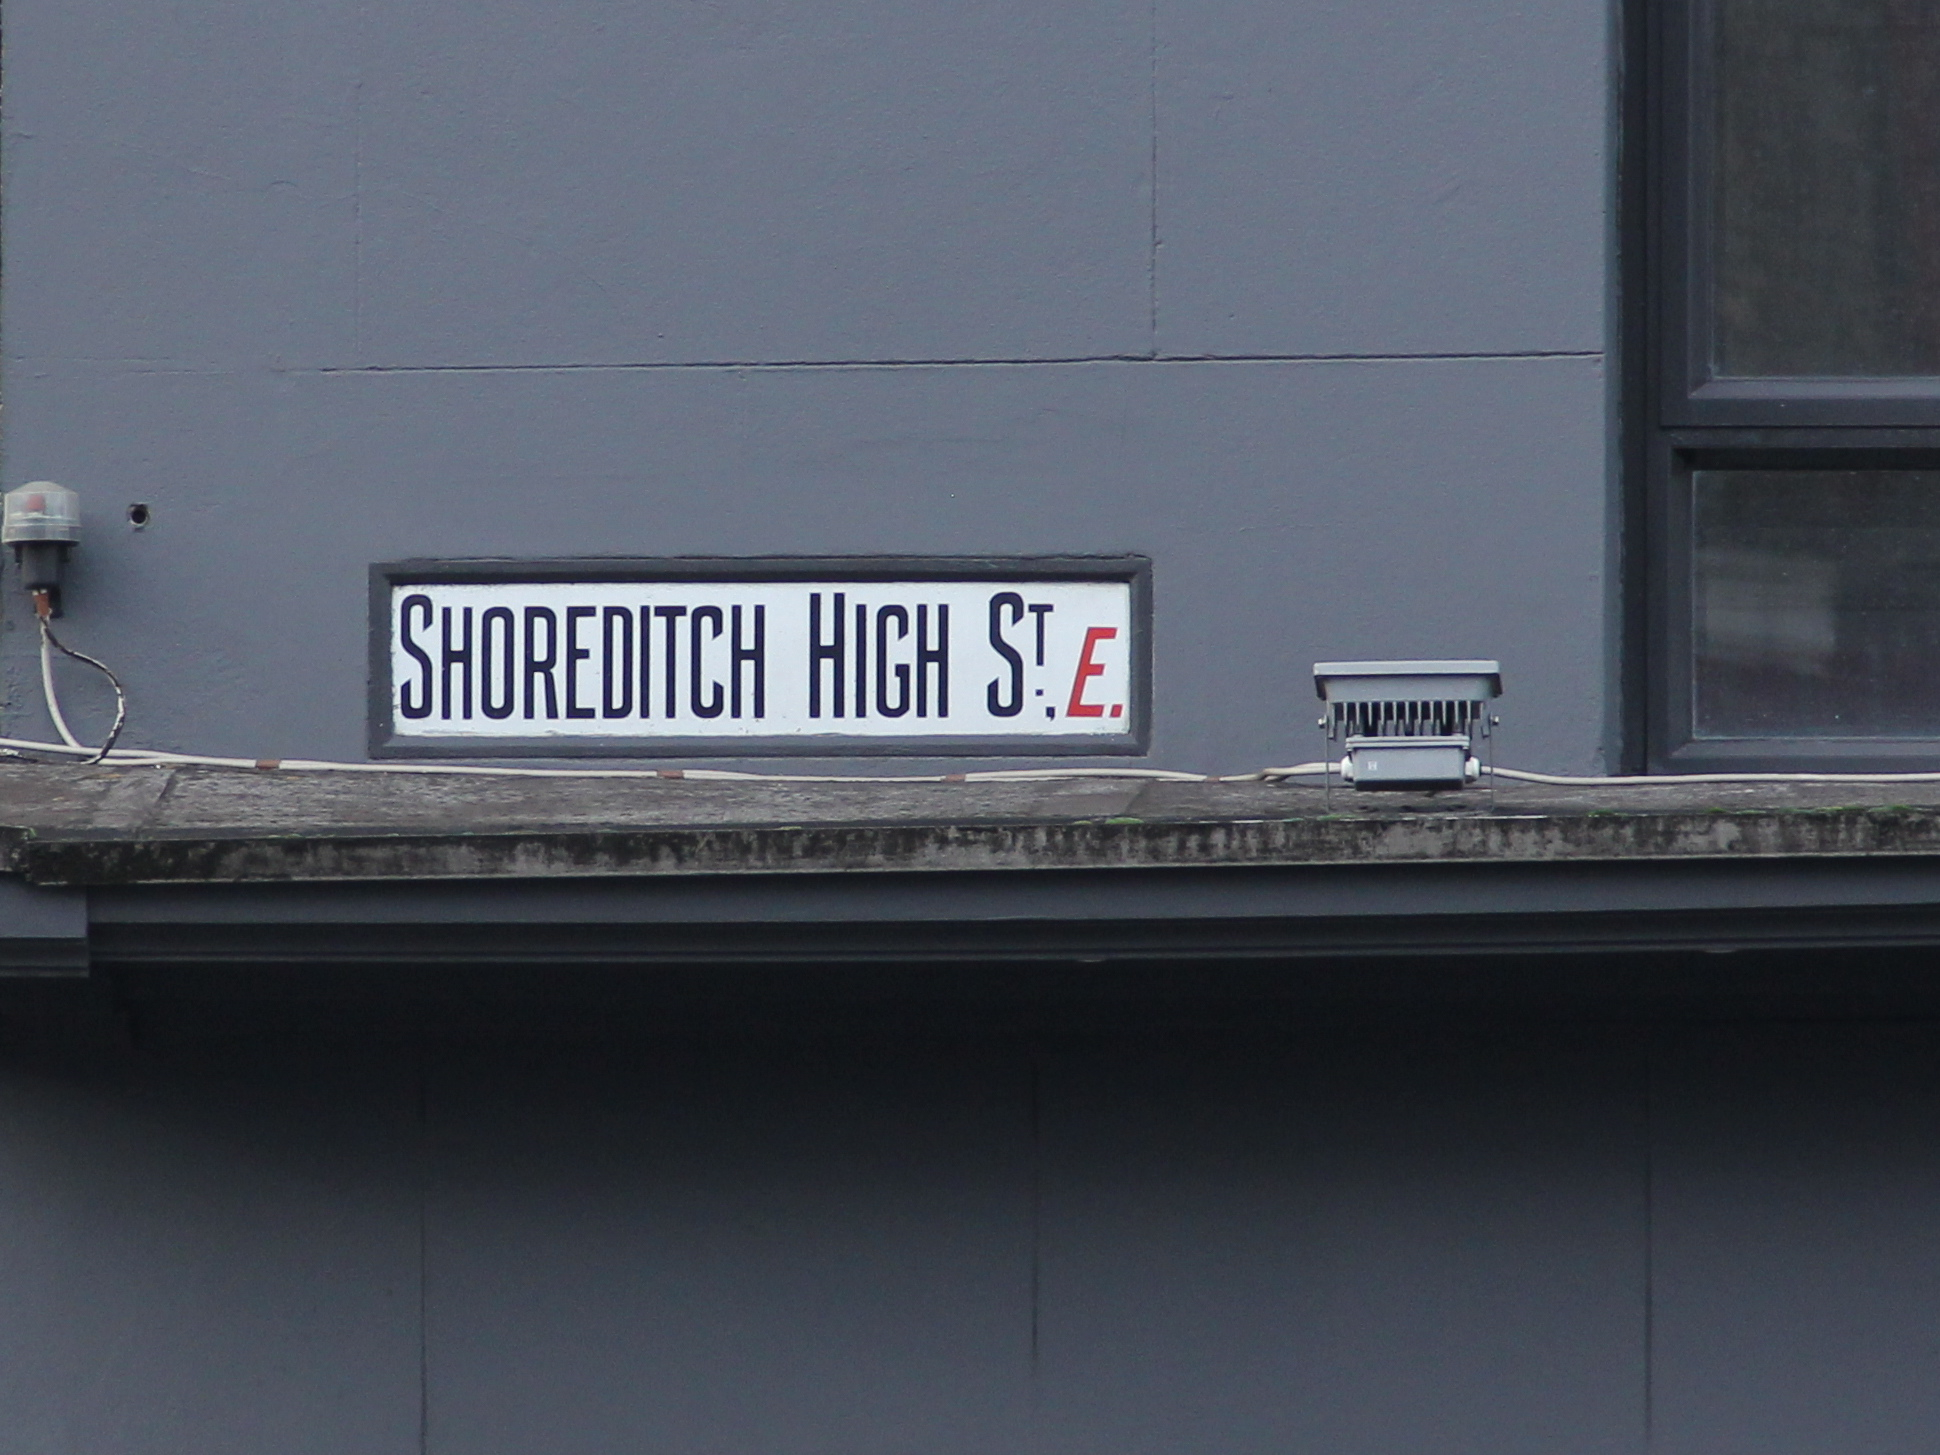 SHOREDITCH HIGH ST., E.